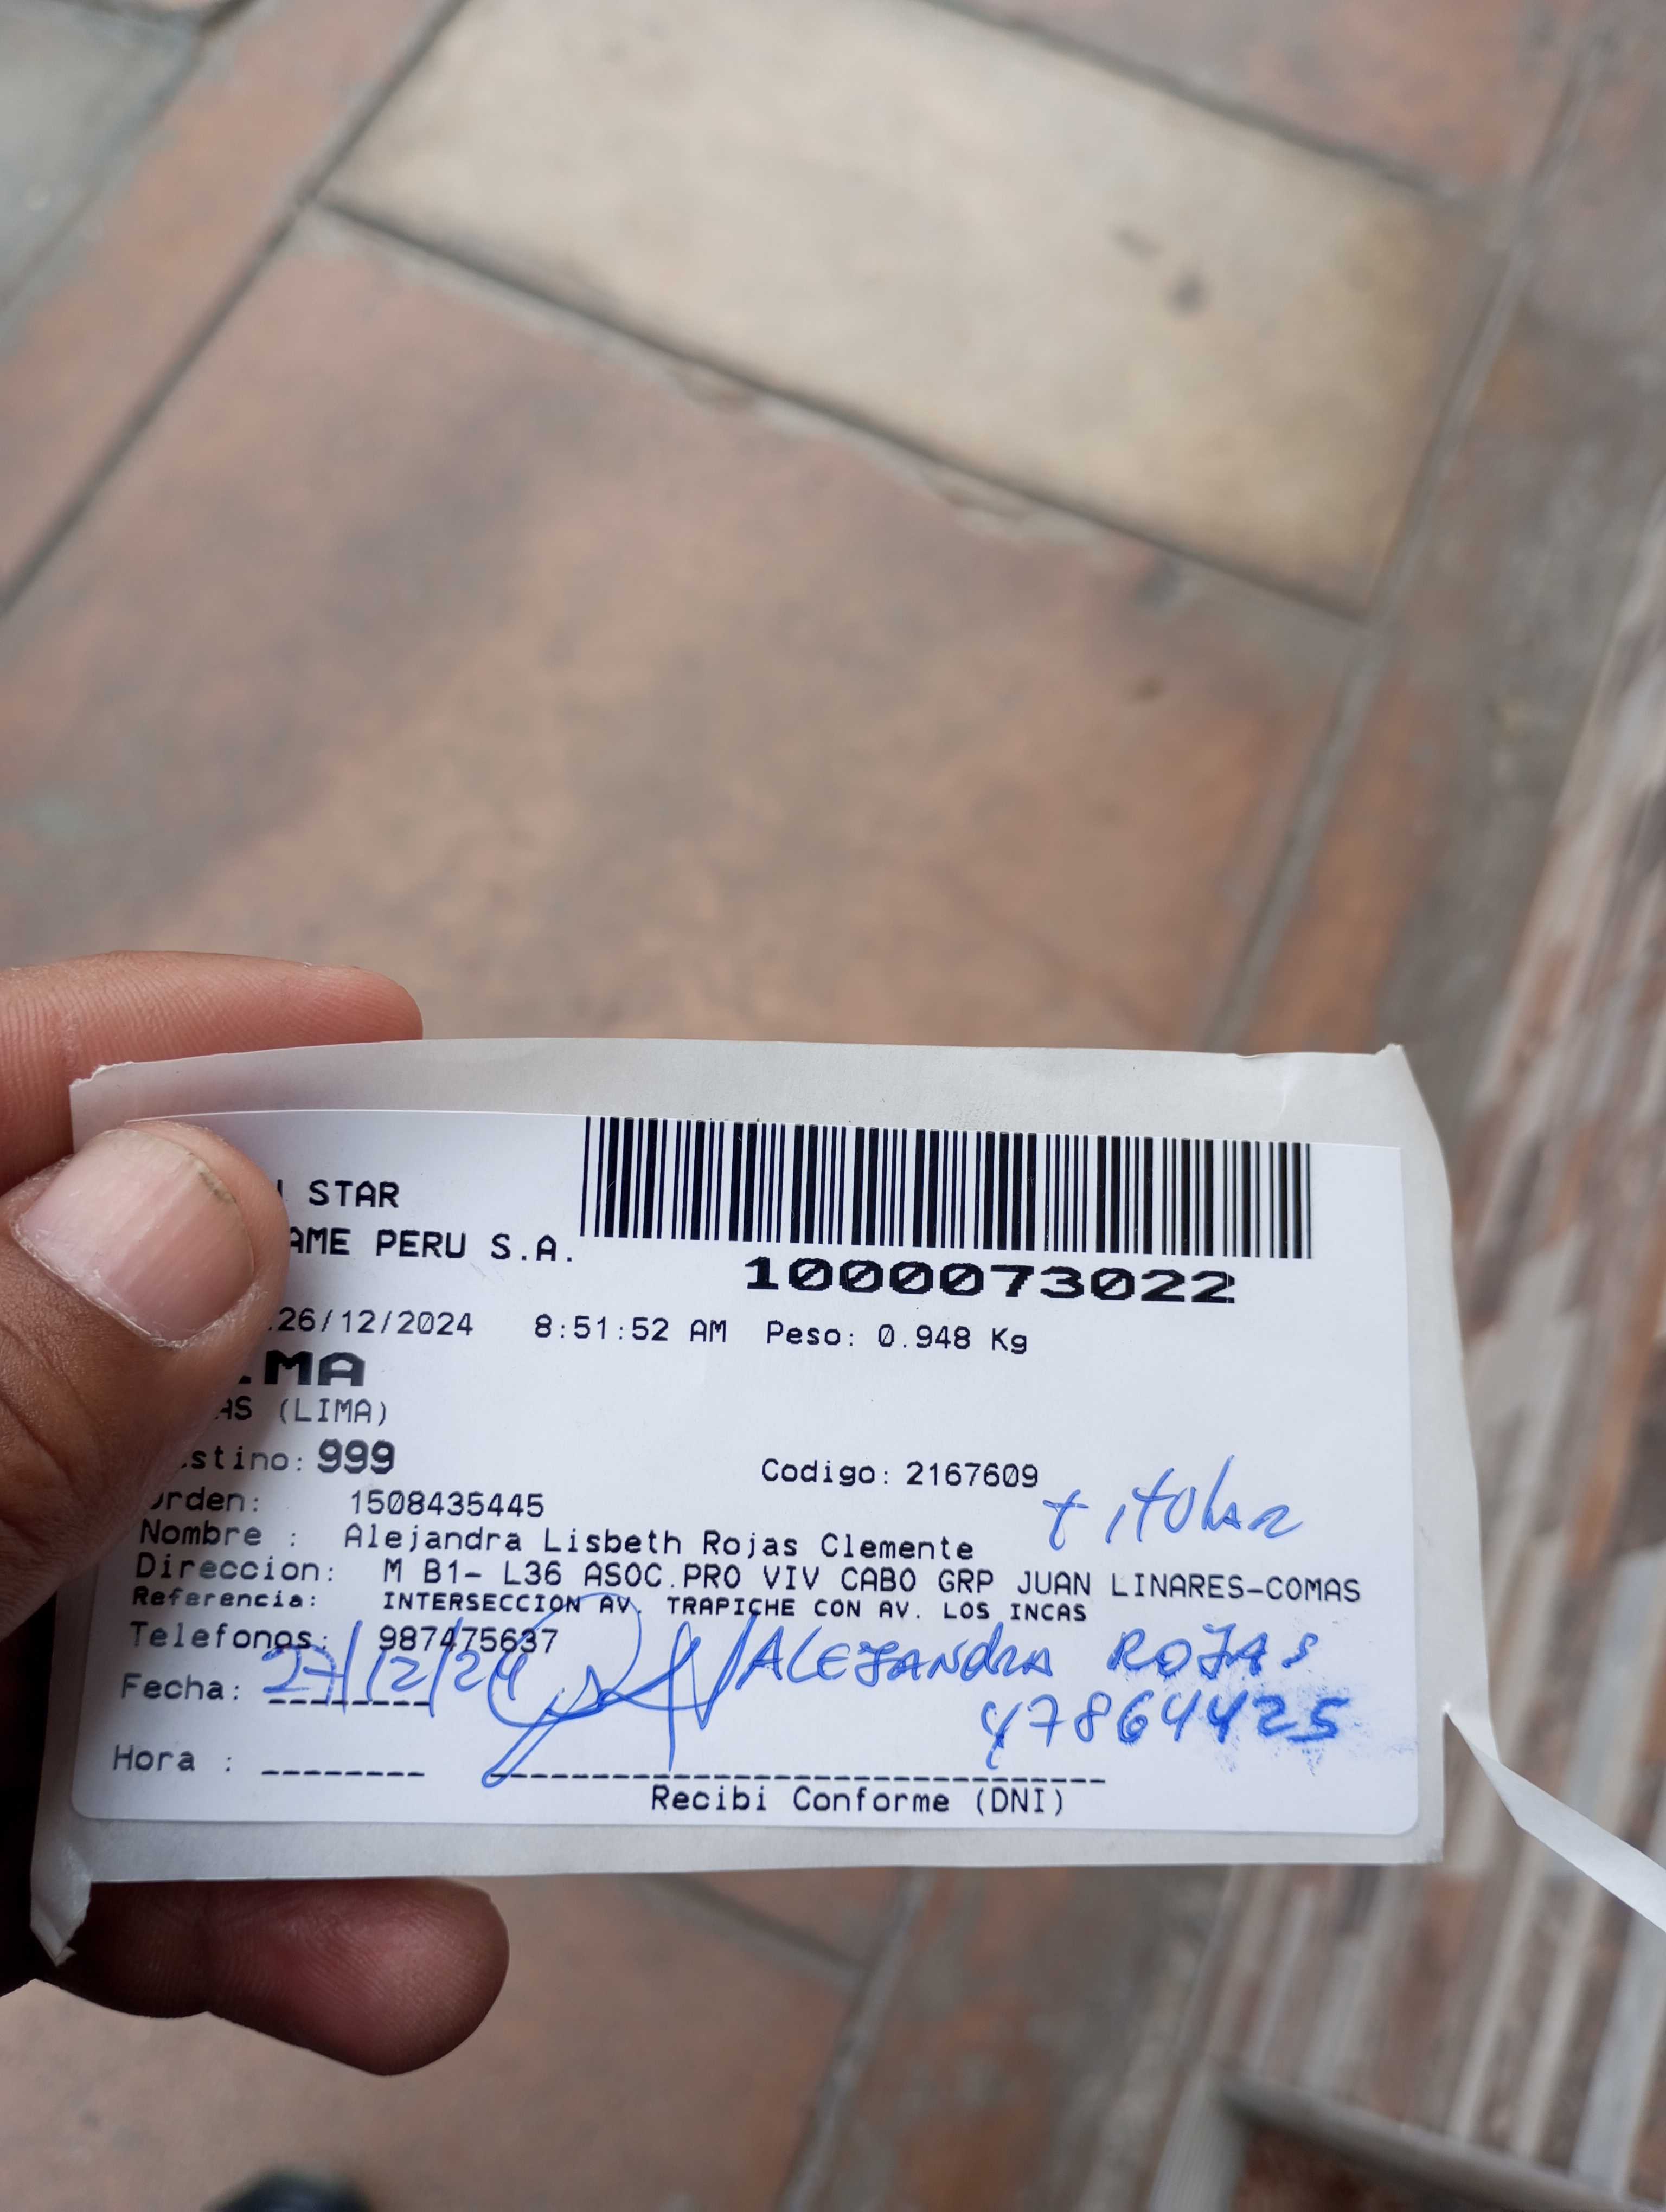 STAR
AME PERU S.A.
1000073022
26/12/2024 8:51:52 AM Peso: 0.948 Kg
MA
AS (LIMA)
stino: 999
Codigo: 2167609
titular
rden: 1508435445
Nombre : Alejandra Lisbeth Rojas Clemente
Direccion: M B1- L36 ASOC.PRO VIV CABO GRP JUAN LINARES-COMAS
Referencia: INTERSECCION AV. TRAPICHE CON AV. LOS INCAS
Telefonos: 987475637
ALEJANDRA ROJAS
Fecha: 27/12/24
47864425
Hora :
Recibi Conforme (DNI)